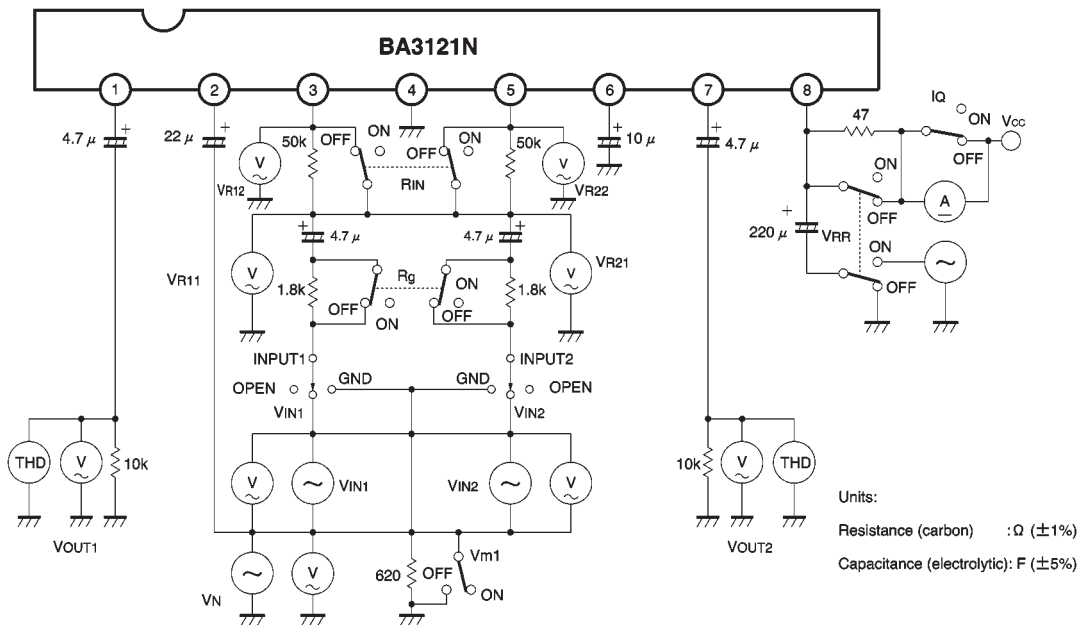 BA3121N
1 2 3 4 5 6 7 8
4.7 μ + 22 μ + 50k OFF ON OFF ON 50k + 10 μ + 4.7 μ 47 IQ ON VCC
OFF
V VR12 RIN V VR22
ON
OFF A
+ 4.7 μ 4.7 μ +
+ 220 μ VRR ON
OFF
VR11 V Rg ON V VR21
1.8k OFF ON OFF 1.8k
INPUT1 INPUT2
OPEN GND GND OPEN
VIN1 VIN2
THD V 10k 10k V THD
V VIN1 VIN2 V
VOUT1 VOUT2
Units:
Resistance (carbon) : Ω (±1%)
Capacitance (electrolytic): F (±5%)
VN V 620 OFF Vm1 ON